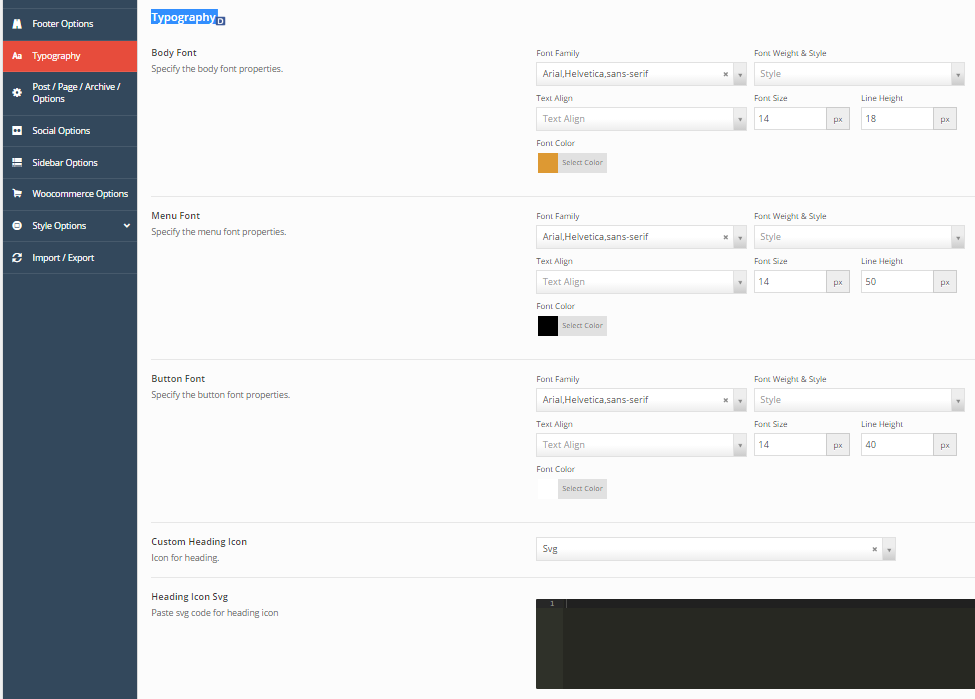 Footer Options
Aa Typography
Post / Page / Archive /
Options
Social Options
Sidebar Options
Woocommerce Options
Style Options
Import / Export
Typography D
Body Font
Specify the body font properties.
Font Family
Font Weight & Style
Arial,Helvetica,sans-serif ×
Style
Text Align
Font Size
Line Height
Text Align
14 px
18 px
Font Color
Select Color
Menu Font
Specify the menu font properties.
Font Family
Font Weight & Style
Arial,Helvetica,sans-serif ×
Style
Text Align
Font Size
Line Height
Text Align
14 px
50 px
Font Color
Select Color
Button Font
Specify the button font properties.
Font Family
Font Weight & Style
Arial,Helvetica,sans-serif ×
Style
Text Align
Font Size
Line Height
Text Align
14 px
40 px
Font Color
Select Color
Custom Heading Icon
Icon for heading.
Svg ×
Heading Icon Svg
Paste svg code for heading icon
1